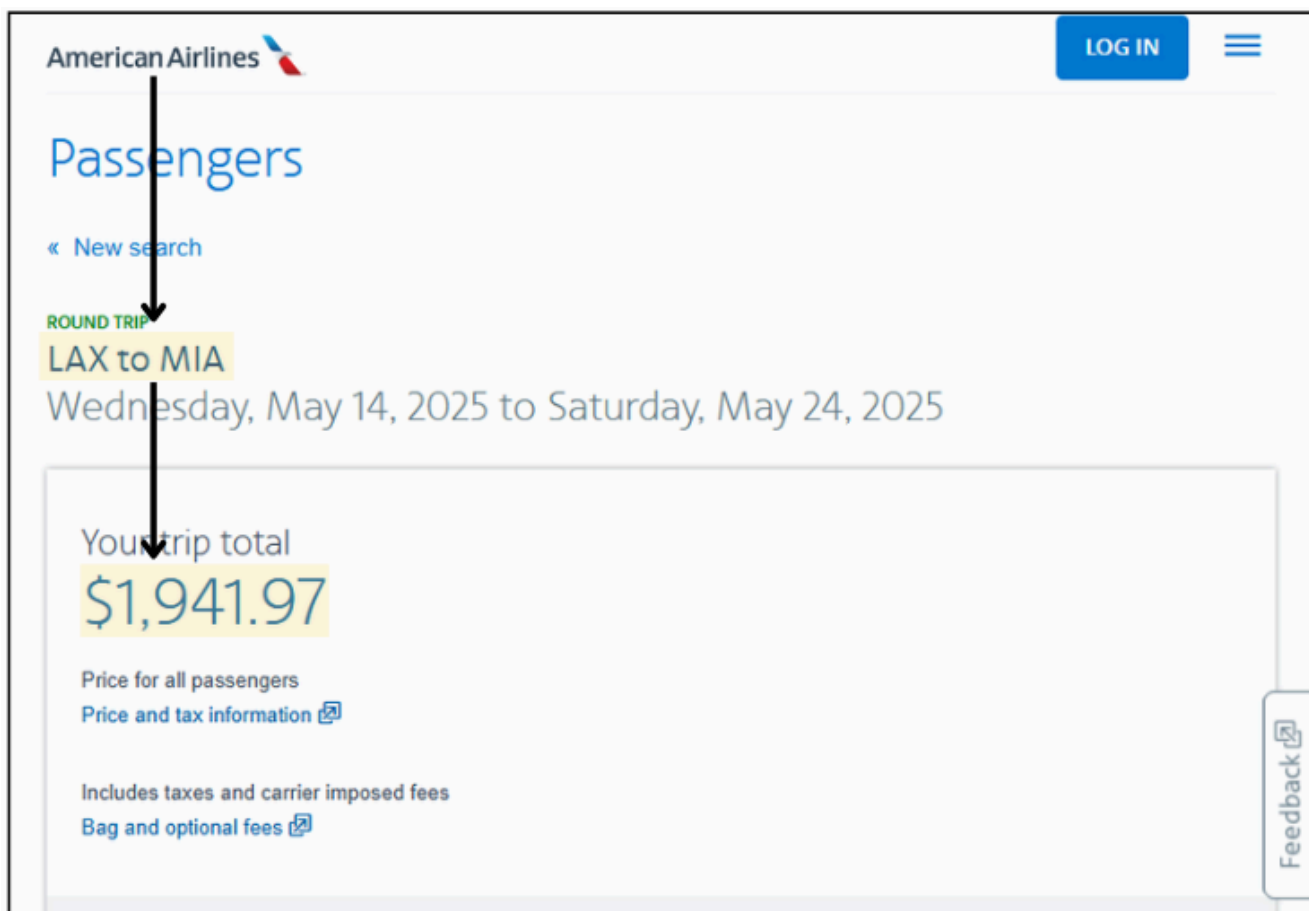 American Airlines
LOG IN
Passengers
« New search
ROUND TRIP
LAX to MIA
Wednesday, May 14, 2025 to Saturday, May 24, 2025
Your trip total
$1,941.97
Price for all passengers
Price and tax information
Includes taxes and carrier imposed fees
Bag and optional fees
Feedback